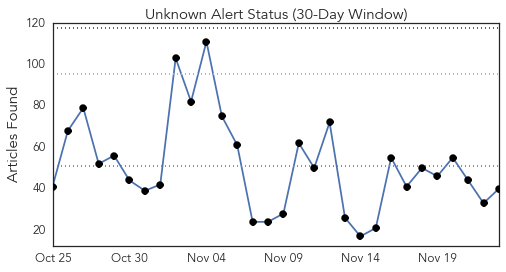 Unknown Alert Status (30-Day Window)
Articles Found
120
100
80
60
40
20
Oct 25 Oct 30 Nov 04 Nov 09 Nov 14 Nov 19